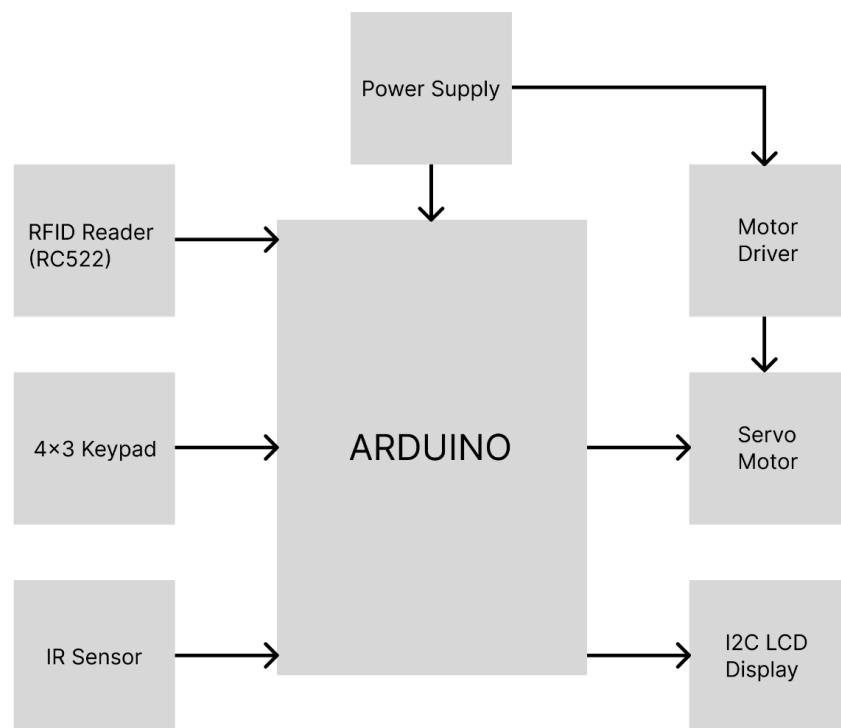 Power Supply
RFID Reader
(RC522)
Motor
Driver
4×3 Keypad
ARDUINO
Servo
Motor
IR Sensor
I2C LCD
Display